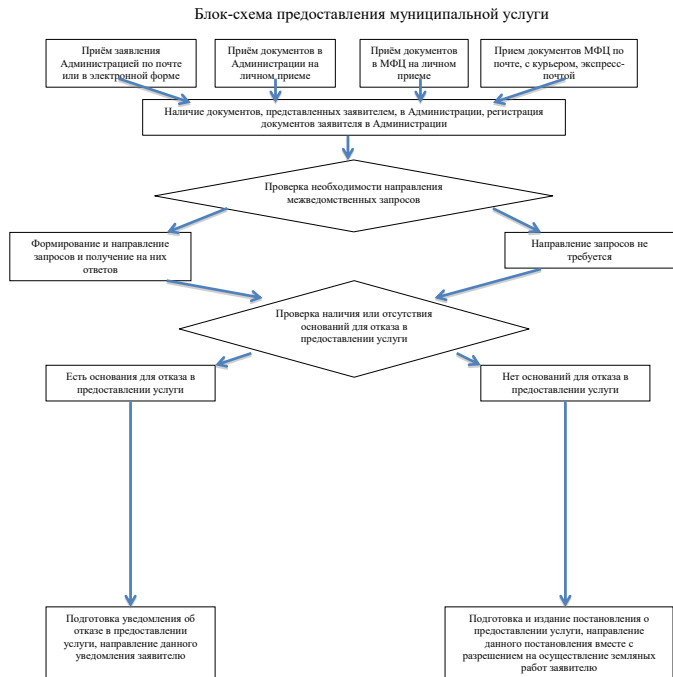 Блок-схема предоставления муниципальной услуги
Приём заявления
Администрацией по почте
или в электронной форме
Приём документов в
Администрации на
личном приеме
Приём документов
в МФЦ на личном
приеме
Прием документов МФЦ по
почте, с курьером, экспресс-
почтой
Наличие документов, представленных заявителем, в Администрации, регистрация
документов заявителя в Администрации
Проверка необходимости направления
межведомственных запросов
Формирование и направление
запросов и получение на них
ответов
Направление запросов не
требуется
Проверка наличия или отсутствия
оснований для отказа в
предоставлении услуги
Есть основания для отказа в
предоставлении услуги
Нет оснований для отказа в
предоставлении услуги
Подготовка уведомления об
отказе в предоставлении
услуги, направление данного
уведомления заявителю
Подготовка и издание постановления о
предоставлении услуги, направление
данного постановления вместе с
разрешением на осуществление земляных
работ заявителю